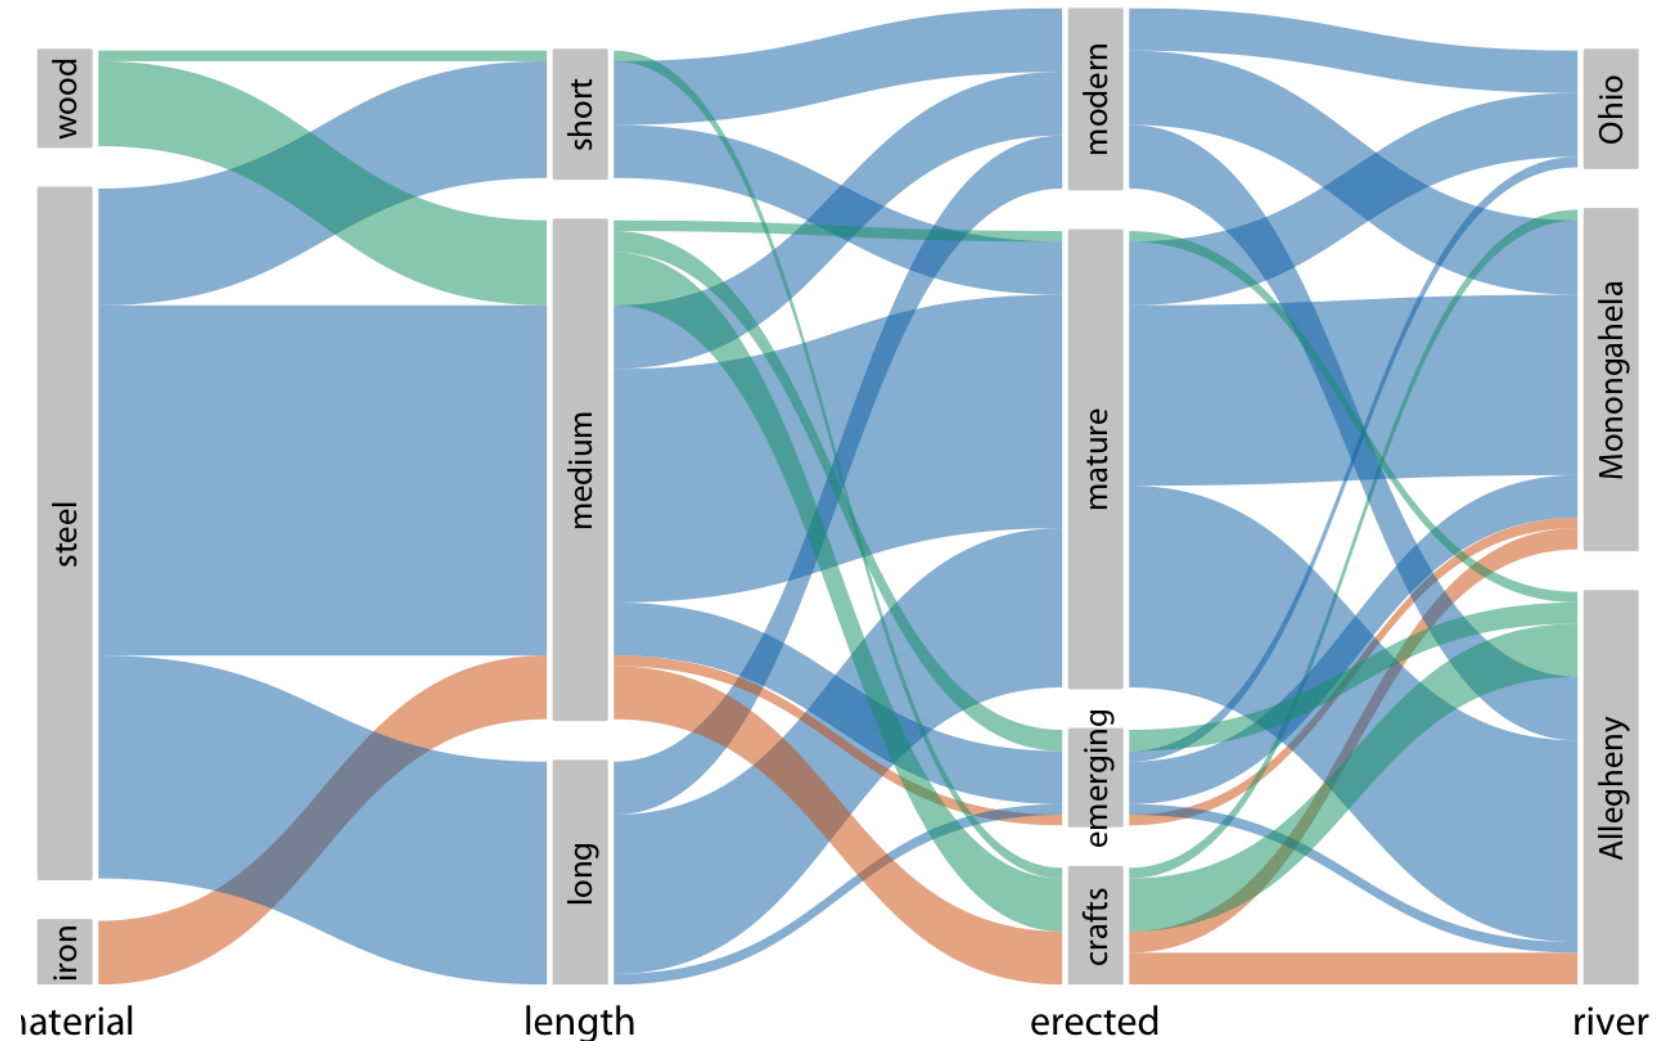 wood
steel
iron
short
medium
long
modern
mature
emerging
crafts
Ohio
Monongahela
Allegheny
aterial
length
erected
river